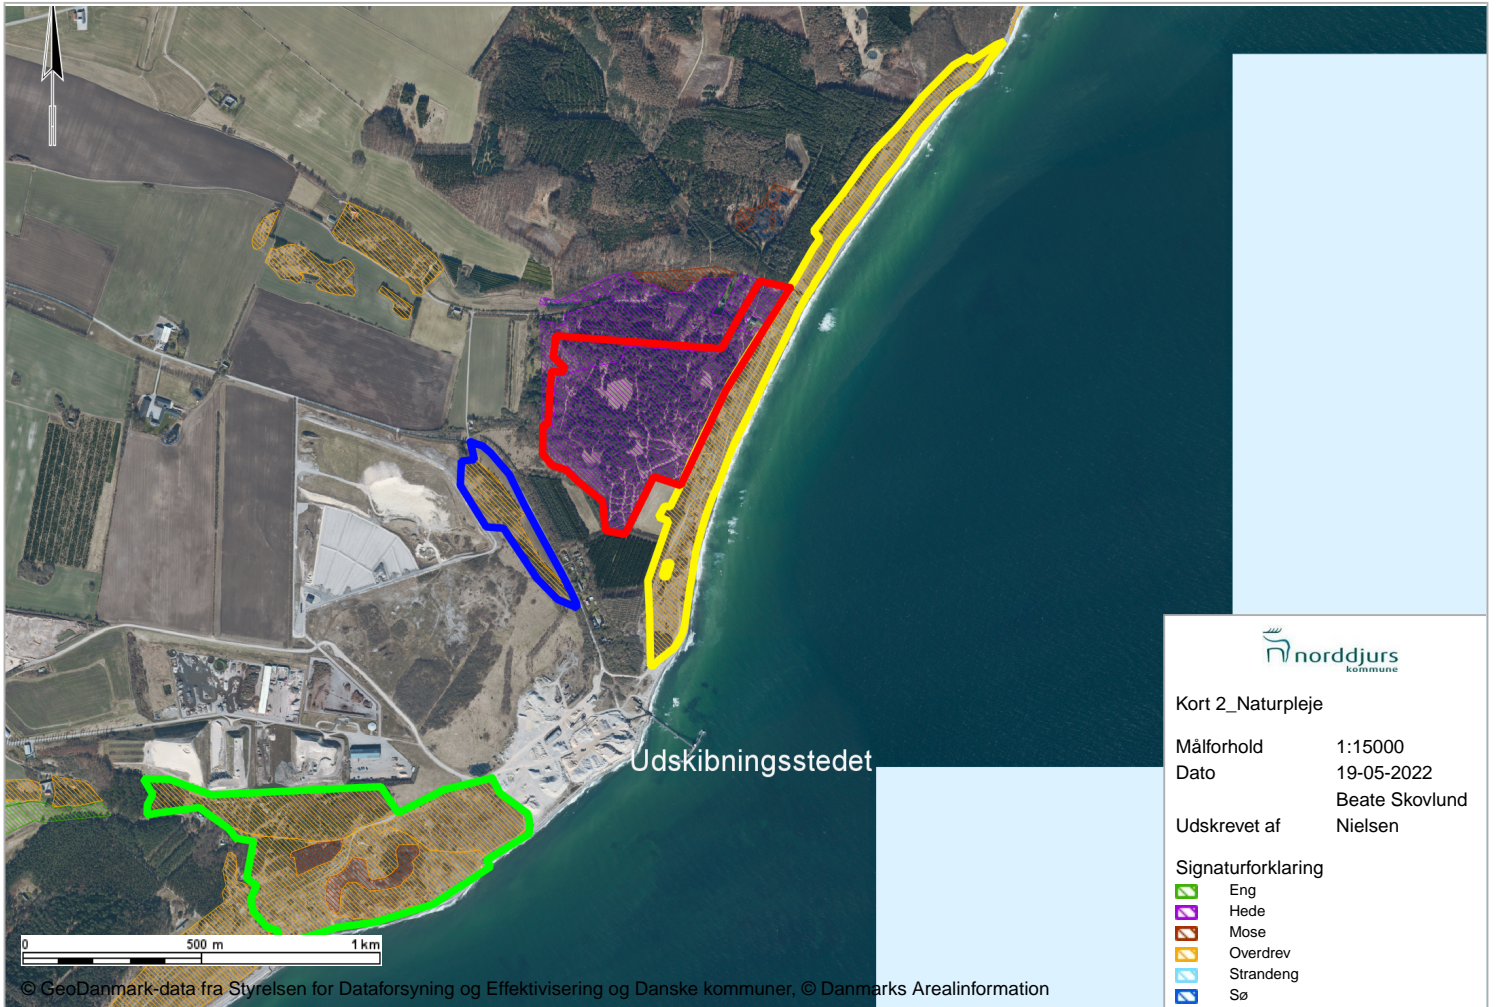 Udskibningsstedet
norddjurs
kommune
Kort 2_Naturpleje
Målforhold 1:15000
Dato 19-05-2022
Beate Skovlund
Udskrevet af Nielsen
Signaturforklaring
Eng
Hede
Mose
Overdrev
Strandeng
Sø
0 500 m 1 km
© GeoDanmark-data fra Styrelsen for Dataforsyning og Effektivisering og Danske kommuner, © Danmarks Arealinformation